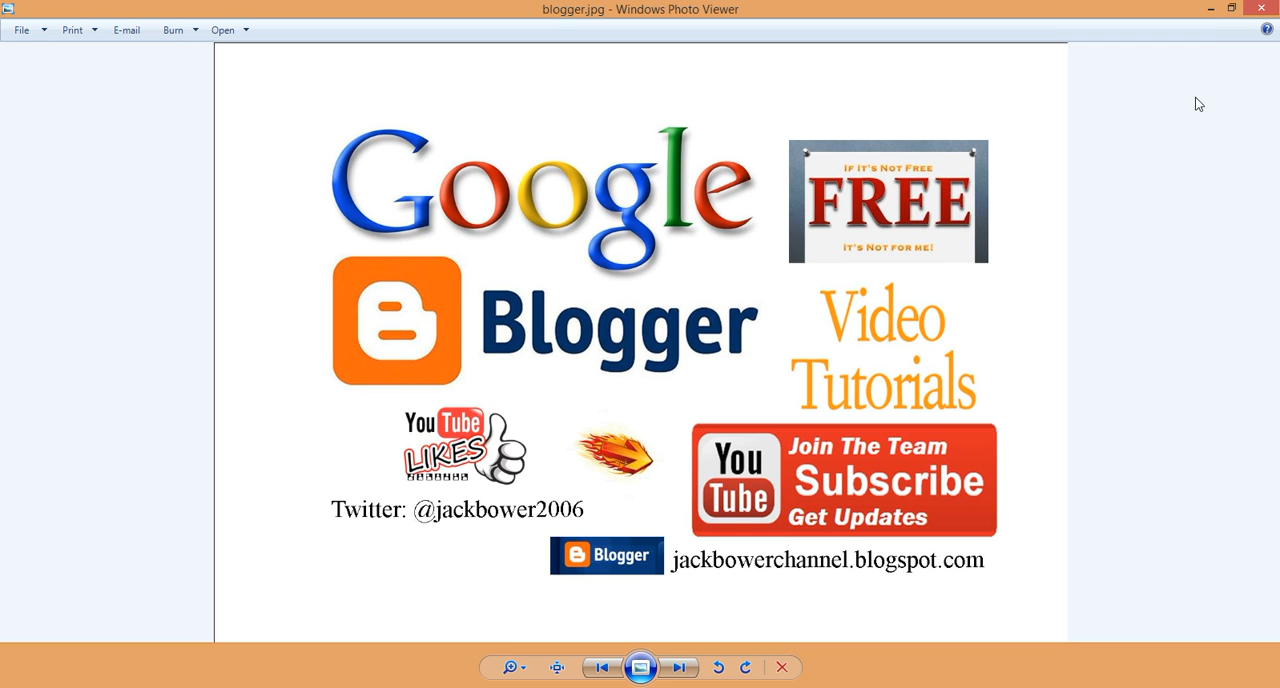 blogger.jpg - Windows Photo Viewer
File Print E-mail Burn Open
Google
IF IT'S NOT FREE
FREE
IT'S NOT FOR ME!
Blogger
Video
Tutorials
You Tube
LIKES
You
Tube
Join The Team
Subscribe
Get Updates
Twitter: @jackbower2006
Blogger
jackbowerchannel.blogspot.com